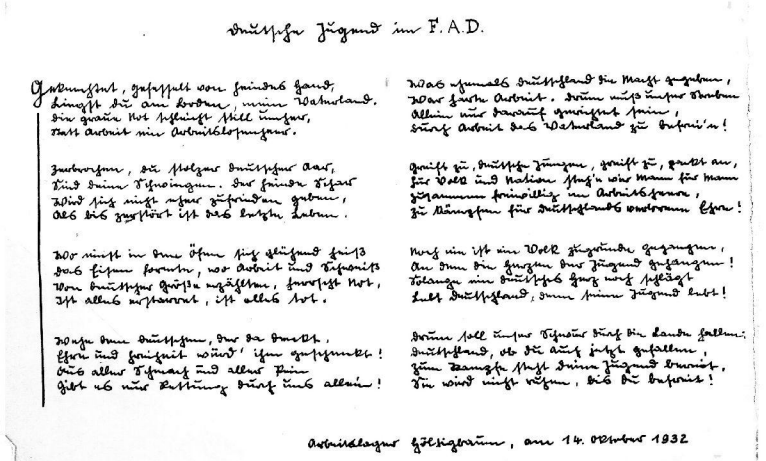 Deutsche Jugend im F.A.D.
Geknechtet, gefesselt von Feindes Hand,
Liegst du am Boden, mein Vaterland.
Die graue Not schleicht still umher,
Statt Arbeit ein Arbeitslosenheer.
Zerbrochen, du stolzer deutscher Aar,
Sind deine Schwingen. Der Feinde Schar
Wird sich nicht eher zufrieden geben,
Als bis zerstört ist das letzte Leben.
Wo einst in den Öfen sich glühend heiß
Das Eisen formte, wo Arbeit und Schweiß
Von deutscher Größe erzählten, herrscht Not,
Ist alles erstarret, ist alles tot.
Wehe dem Deutschen, der da denkt,
Ehre und Freiheit würd' ihm geschenkt!
Aus aller Schmach und aller Pein
Gibt es nur Rettung durch uns allein!
Was ehemals Deutschland die Macht gegeben,
War harte Arbeit. Drum muß unser Streben
Allein nur darauf gerichtet sein,
Durch Arbeit das Vaterland zu befrei'n!
Greift zu, deutsche Jungen, greift zu, packt an,
Für Volk und Nation steh'n wir Mann für Mann
Zusammen freiwillig im Arbeitsheere,
Zu kämpfen für Deutschlands verlorene Ehre!
Noch nie ist ein Volk zugrunde gegangen,
An dem die Herzen der Jugend gehangen!
Solange ein deutsches Herz noch schlägt
Lebt Deutschland, denn seine Jugend lebt!
Drum soll unser Schwur durch die Lande hallen:
Deutschland, ob du auch jetzt gefallen,
Zum Kampfe steht deine Jugend bereit,
Sie wird nicht ruhen, bis du befreit!
Arbeitslager Höltigbaum, am 14. Oktober 1932